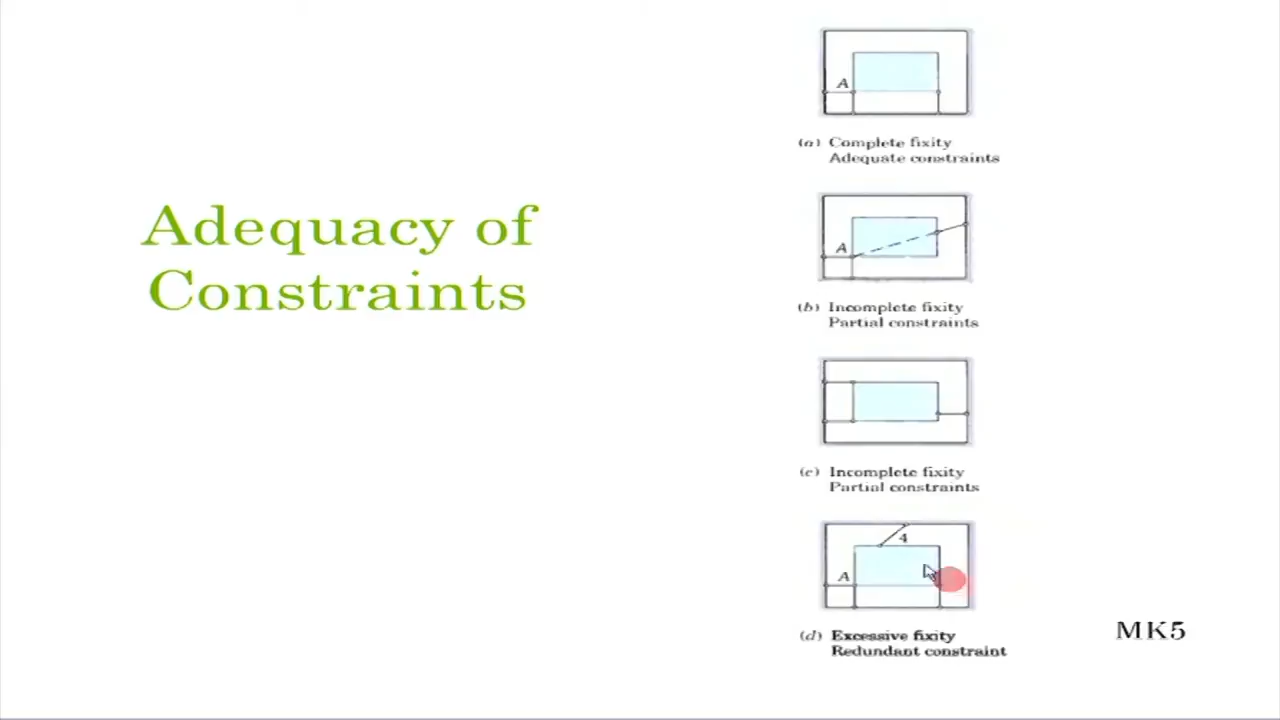 Adequacy of
Constraints
A
(a) Complete fixity
Adequate constraints
A
(b) Incomplete fixity
Partial constraints
(c) Incomplete fixity
Partial constraints
4
A
(d) Excessive fixity
Redundant constraint
MK5